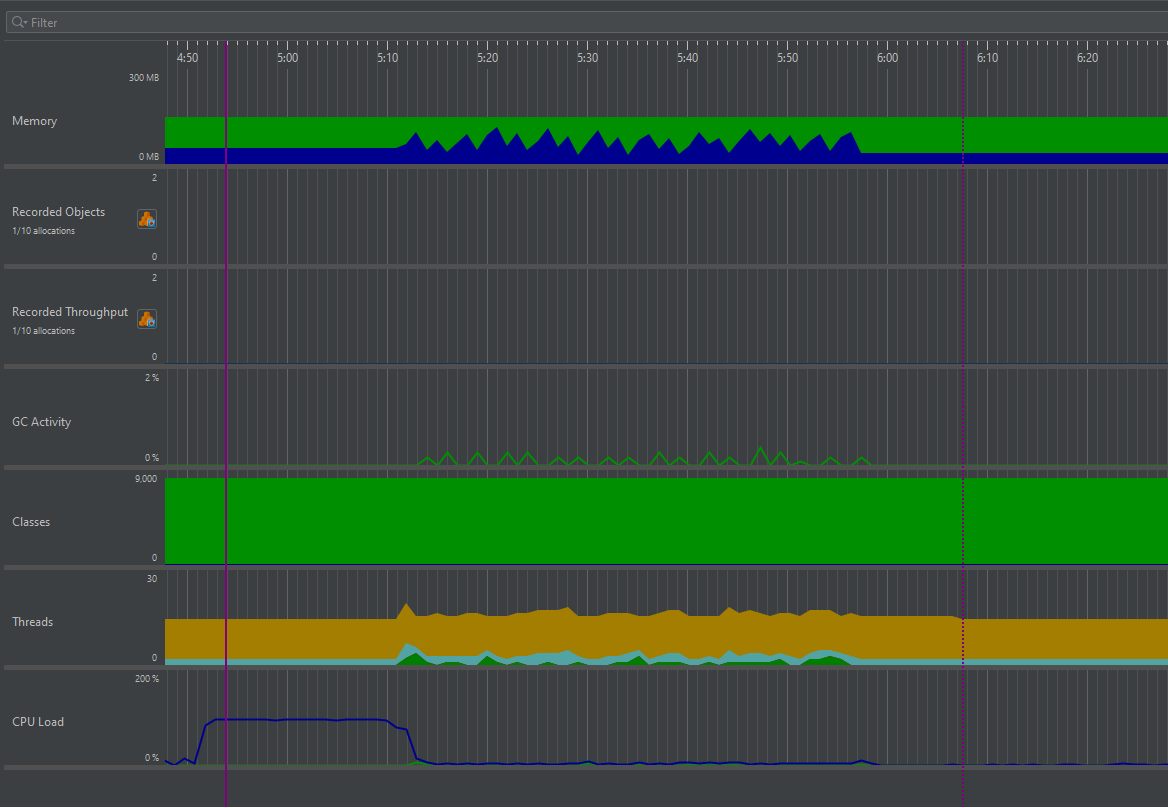 Filter
4:50 5:00 5:10 5:20 5:30 5:40 5:50 6:00 6:10 6:20
300 MB
Memory
0 MB
2
Recorded Objects
1/10 allocations
0
2
Recorded Throughput
1/10 allocations
0
2 %
GC Activity
0 %
9,000
Classes
0
30
Threads
0
200 %
CPU Load
0 %